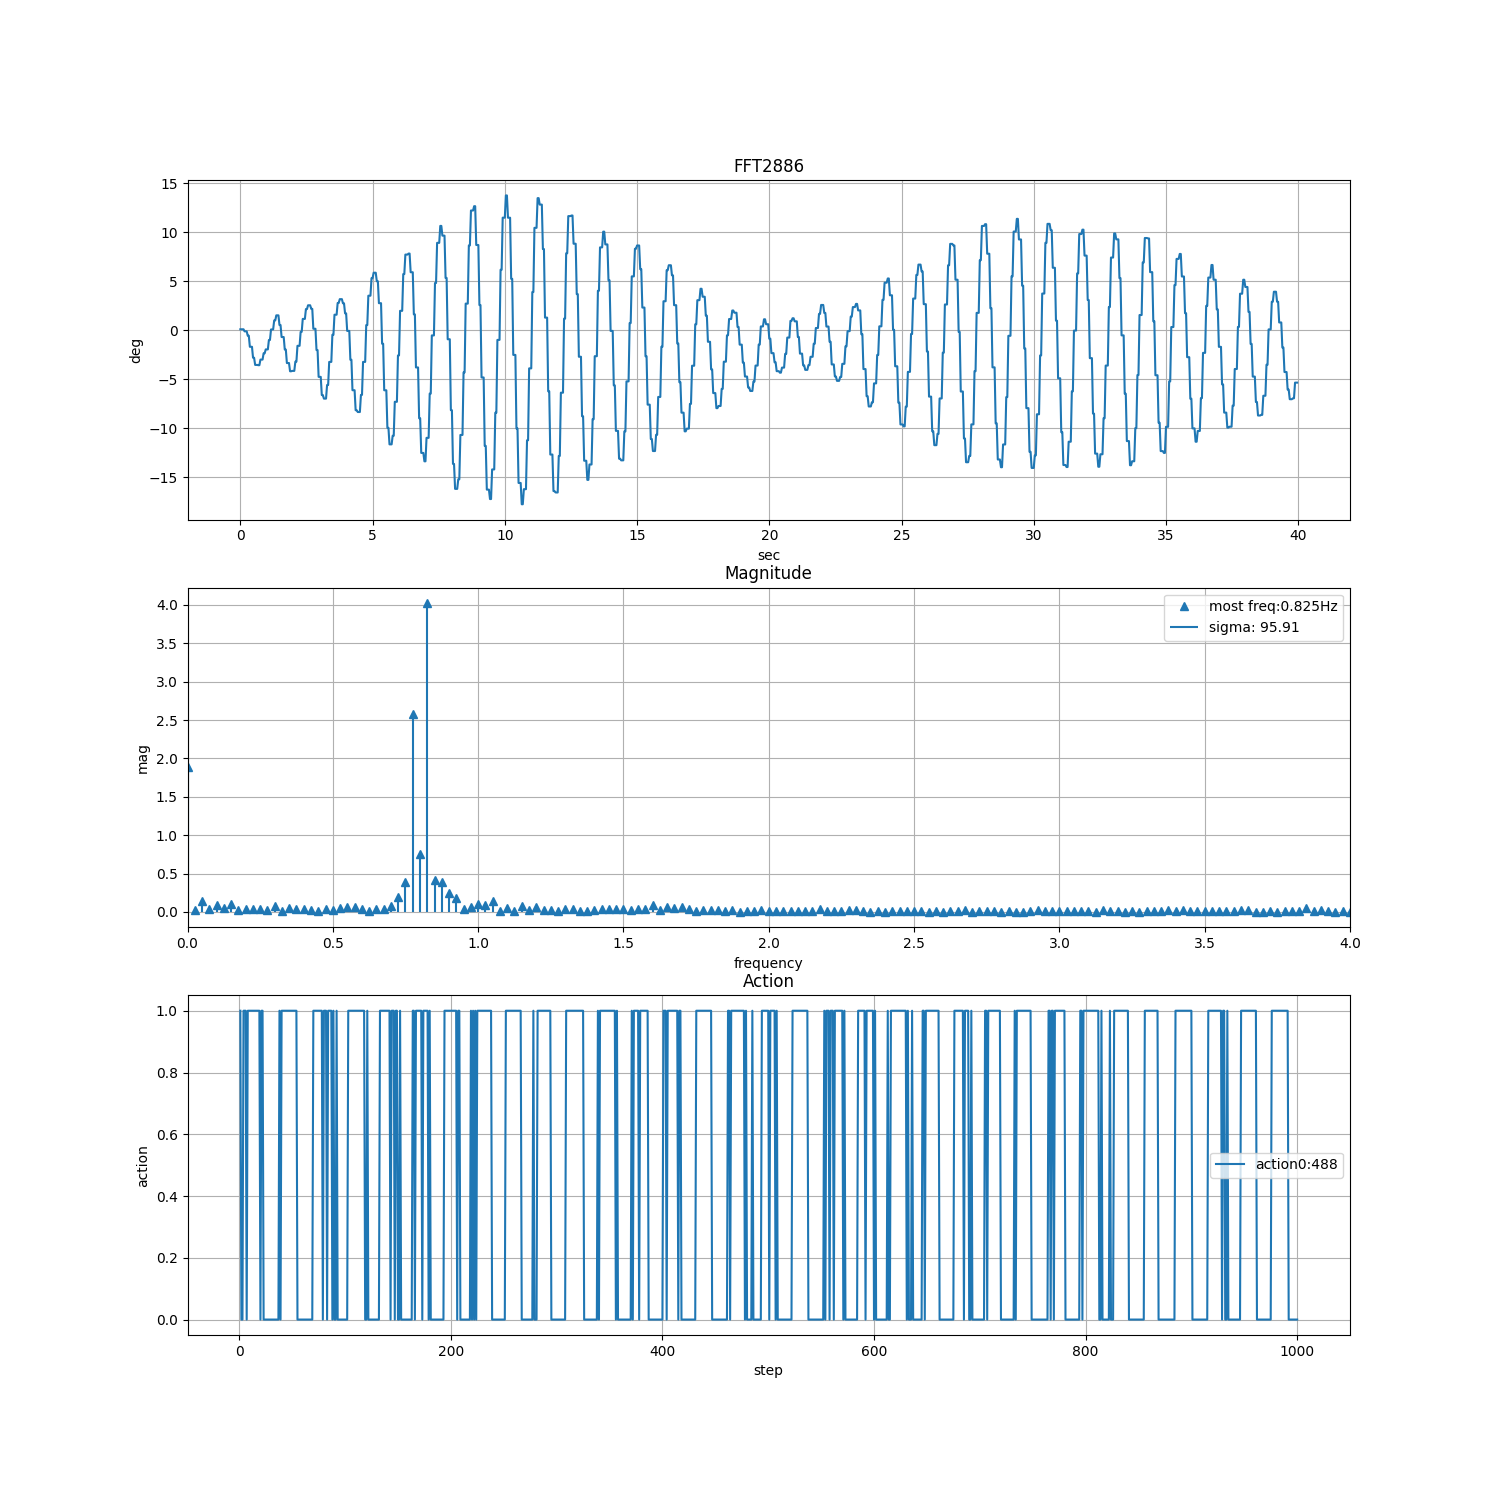 FFT2886
15
10
5
0
−5
−10
−15
deg
0 5 10 15 20 25 30 35 40
sec
Magnitude
4.0
3.5
3.0
2.5
2.0
1.5
1.0
0.5
0.0
mag
most freq:0.825Hz
sigma: 95.91
0.0 0.5 1.0 1.5 2.0 2.5 3.0 3.5 4.0
frequency
Action
1.0
0.8
0.6
0.4
0.2
0.0
action
action0:488
0 200 400 600 800 1000
step